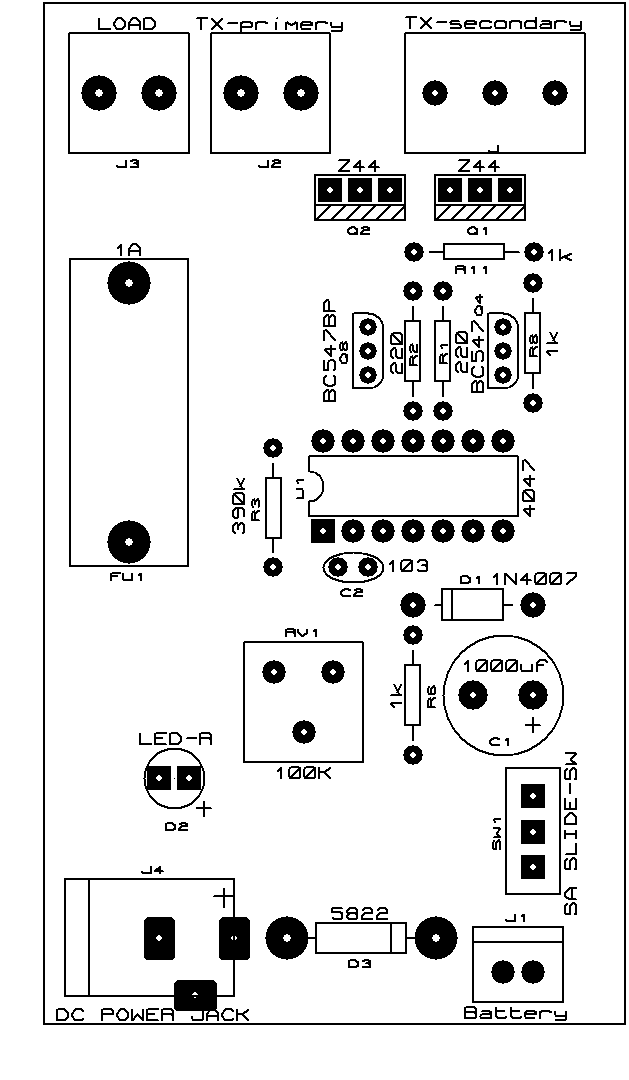 LOAD TX-primery TX-secondary
J3 J2 J
Z44 Z44
Q2 Q1
1A
R11 1k
BC547BP Q8 220 R2 R1 220 BC547 Q4 R8 1k
390k R3 U1 4047
C2 103
FU1
D1 1N4007
RV1
1k R6
1000uf
+
C1
100K
LED-A
+
D2
SW1 SA SLIDE-SW
J4
+
5822
D3
J1
DC POWER JACK
Battery